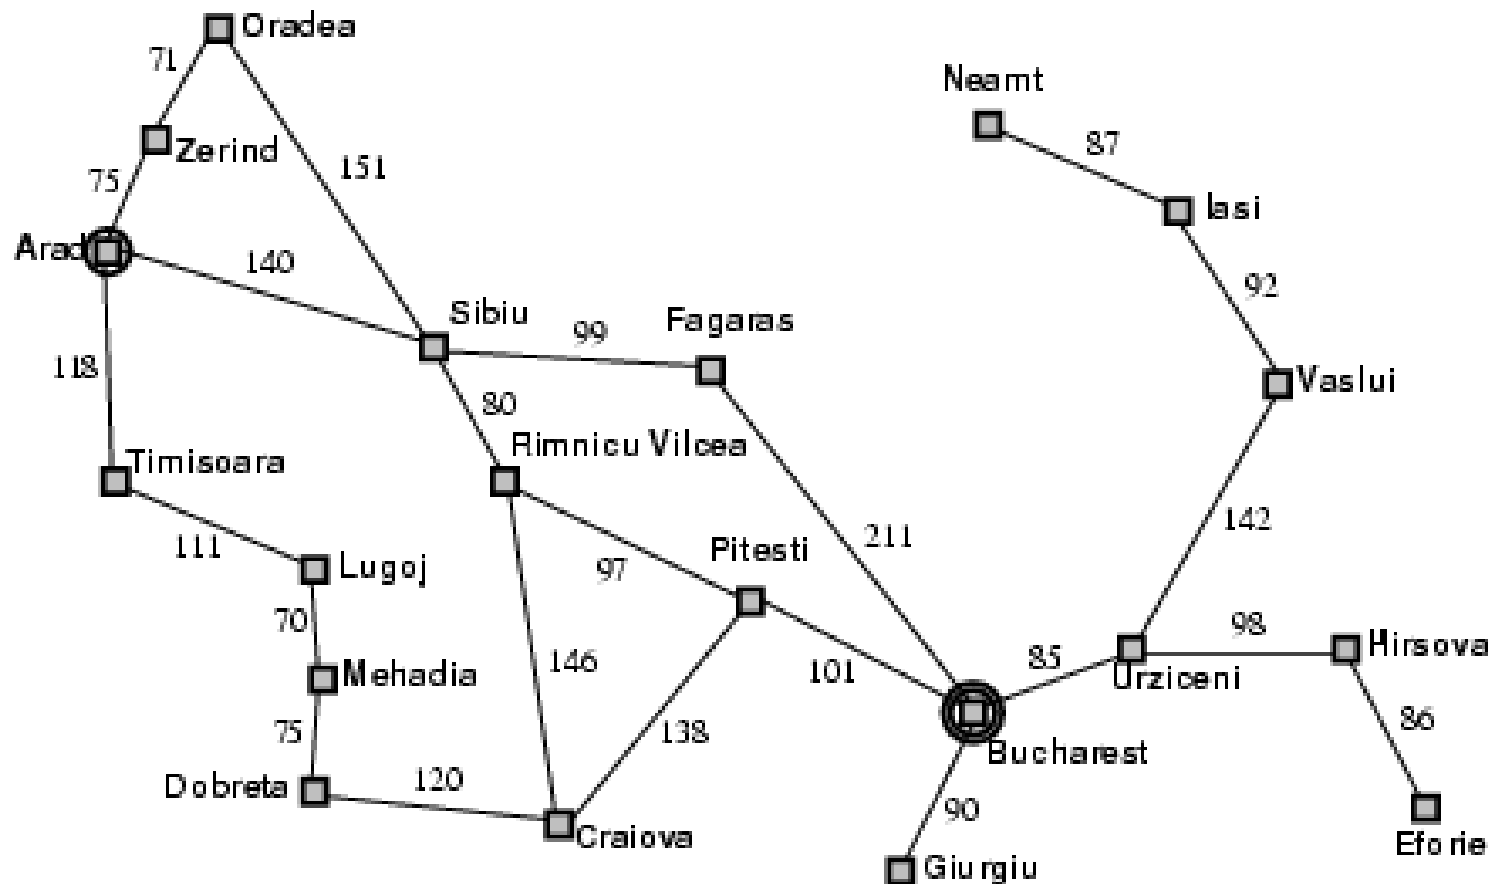 Oradea
71
Neamt
87
Zerind
151
75
Iasi
Arad
140
92
Sibiu
99
Fagaras
118
80
Vaslui
Rimnicu Vilcea
Timisoara
142
211
111
Lugoj
97
Pitesti
70
98
Hirsova
146
85
Mehadia
101
Urziceni
86
138
75
Bucharest
Dobreta
120
90
Craiova
Eforie
Giurgiu